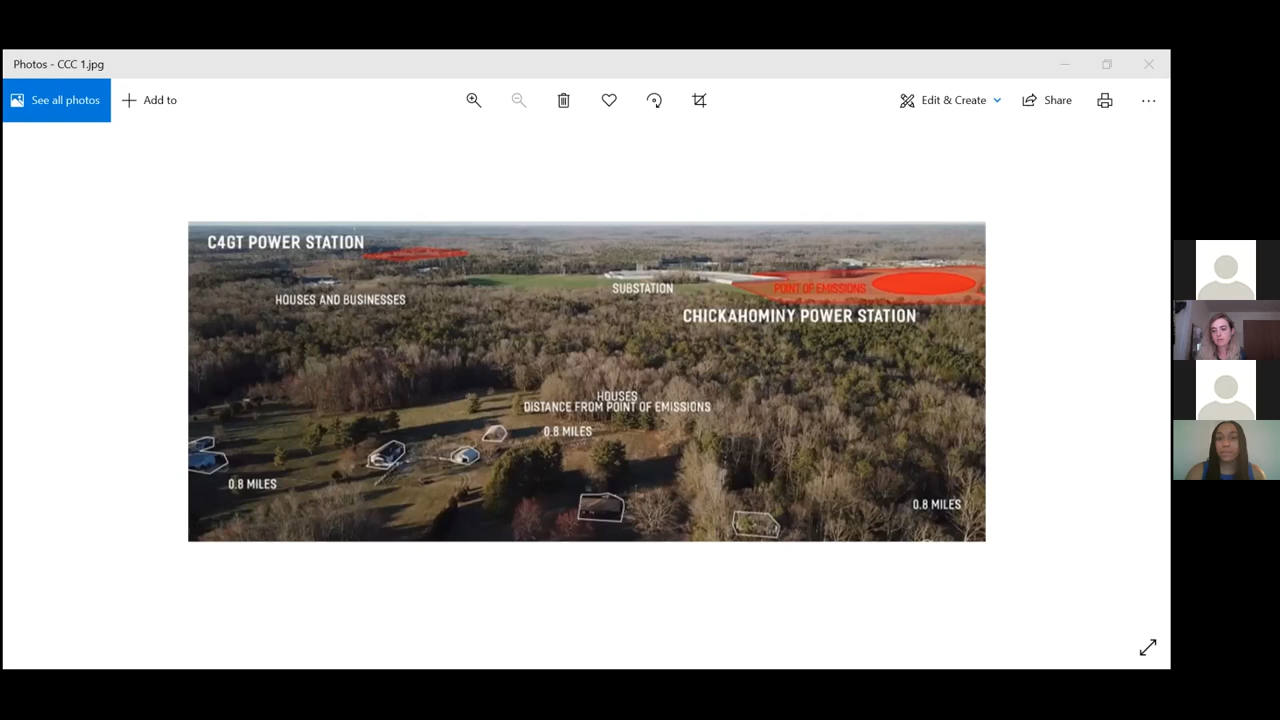 Photos - CCC 1.jpg
See all photos
Add to
Edit & Create
Share
C4GT POWER STATION
HOUSES AND BUSINESSES
SUBSTATION
POINT OF EMISSIONS
CHICKAHOMINY POWER STATION
HOUSES
DISTANCE FROM POINT OF EMISSIONS
0.8 MILES
0.8 MILES
0.8 MILES